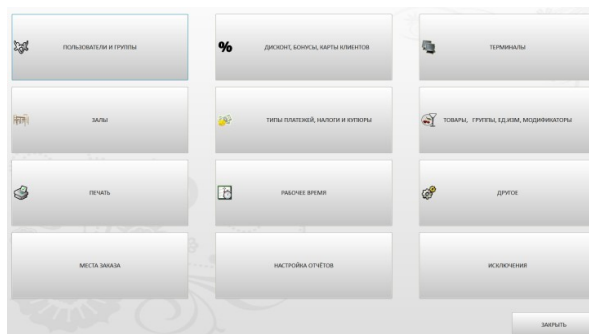 ПОЛЬЗОВАТЕЛИ И ГРУППЫ
% ДИСКОНТ, БОНУСЫ, КАРТЫ КЛИЕНТОВ
ТЕРМИНАЛЫ
ЗАЛЫ
ТИПЫ ПЛАТЕЖЕЙ, НАЛОГИ И КУПЮРЫ
ТОВАРЫ, ГРУППЫ, ЕД.ИЗМ, МОДИФИКАТОРЫ
ПЕЧАТЬ
РАБОЧЕЕ ВРЕМЯ
ДРУГОЕ
МЕСТА ЗАКАЗА
НАСТРОЙКА ОТЧЁТОВ
ИСКЛЮЧЕНИЯ
ЗАКРЫТЬ